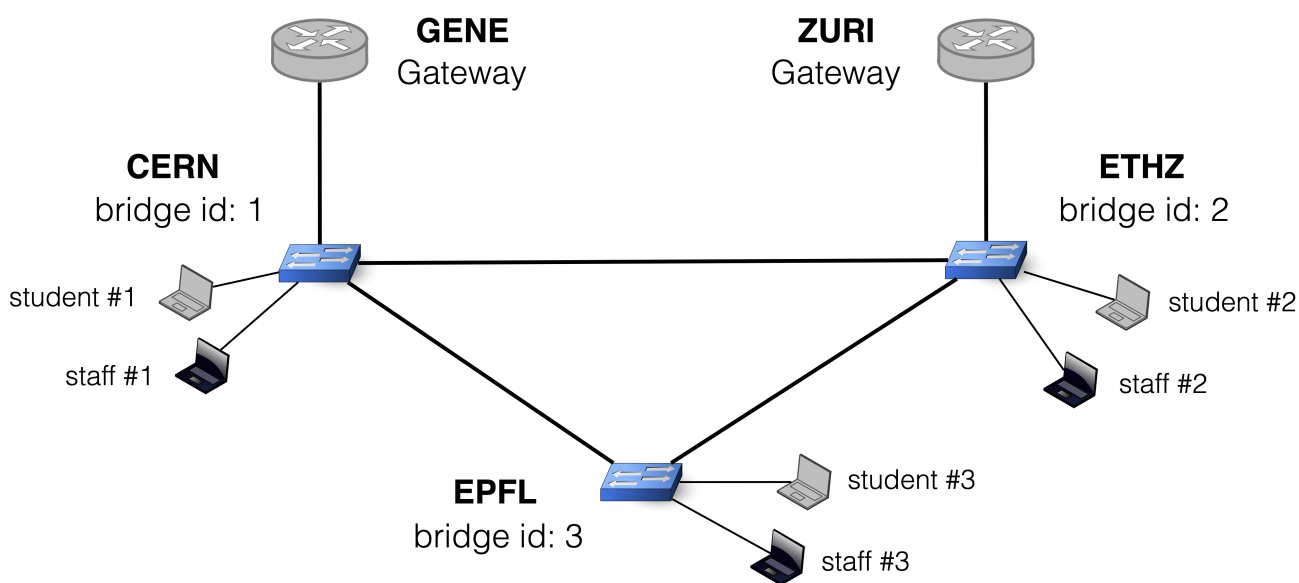 GENE
Gateway
ZURI
Gateway
CERN
bridge id: 1
ETHZ
bridge id: 2
student #1
staff #1
student #2
staff #2
EPFL
bridge id: 3
student #3
staff #3